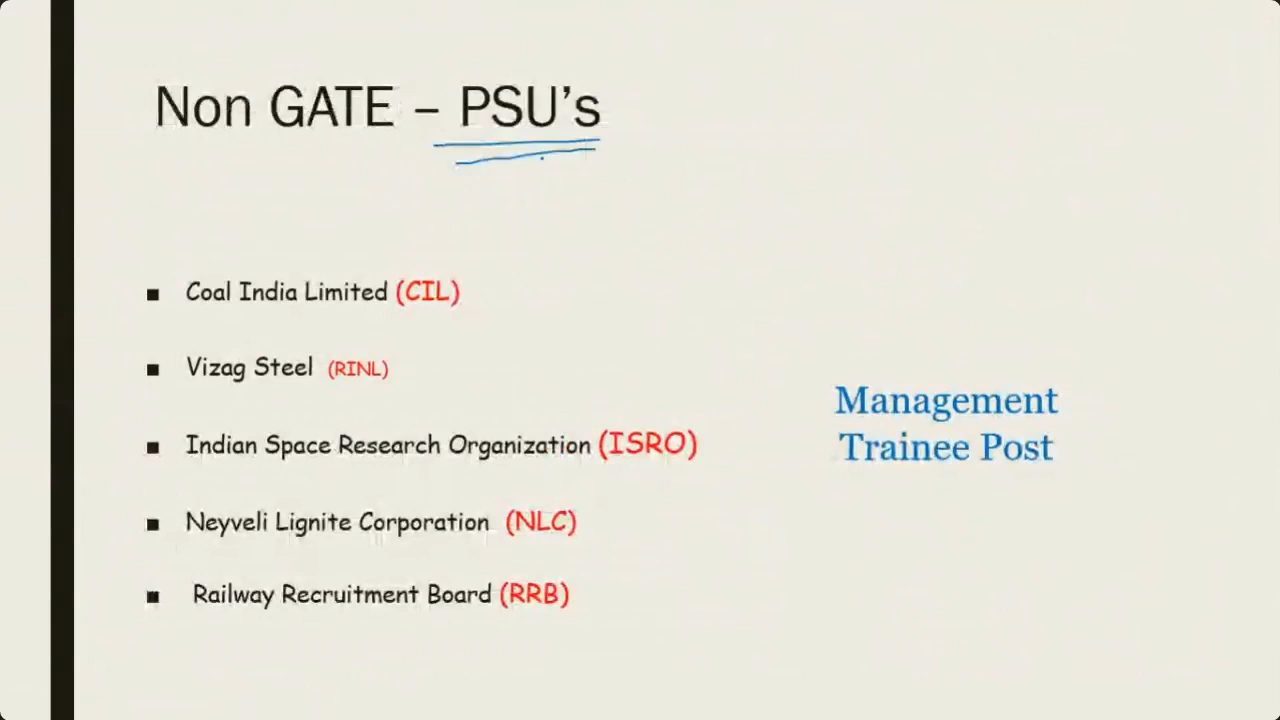 Non GATE – PSU's
Coal India Limited (CIL)
Vizag Steel (RINL)
Indian Space Research Organization (ISRO)
Neyveli Lignite Corporation (NLC)
Railway Recruitment Board (RRB)
Management
Trainee Post